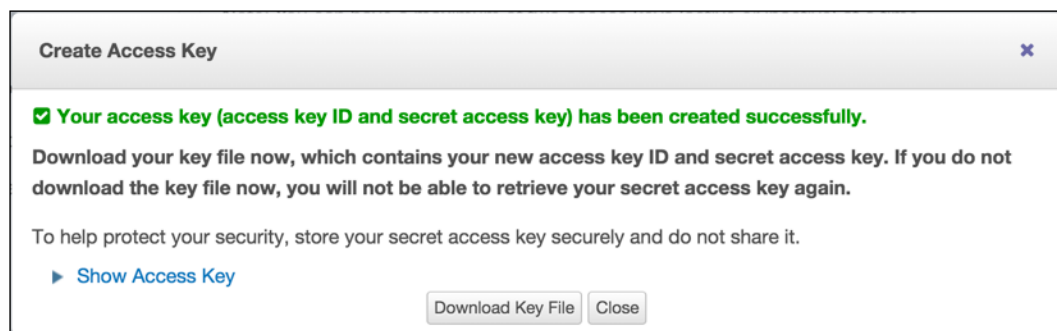 Create Access Key
Your access key (access key ID and secret access key) has been created successfully.
Download your key file now, which contains your new access key ID and secret access key. If you do not
download the key file now, you will not be able to retrieve your secret access key again.
To help protect your security, store your secret access key securely and do not share it.
Show Access Key
Download Key File Close